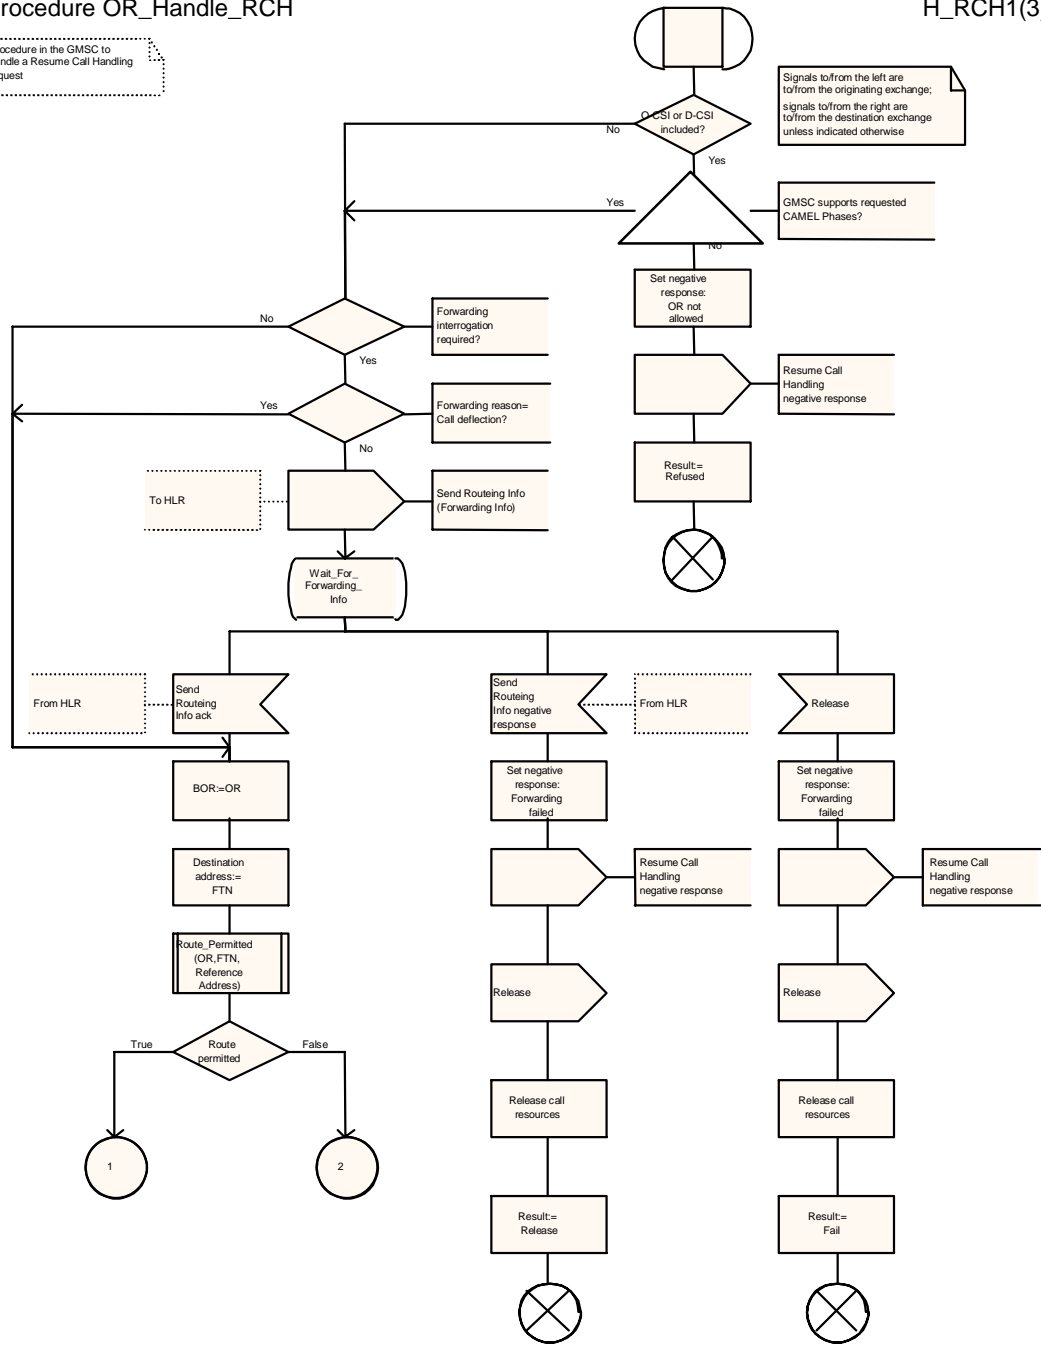 rocedure OR_Handle_RCH
H_RCH1(3)
ocedure in the GMSC to
ndle a Resume Call Handling
quest
Signals to/from the left are
to/from the originating exchange;
signals to/from the right are
to/from the destination exchange
unless indicated otherwise
O-CSI or D-CSI
included?
No
Yes
Yes
GMSC supports requested
CAMEL Phases?
No
Set negative
response:
OR not
allowed
No
Forwarding
interrogation
required?
Yes
Resume Call
Handling
negative response
Yes
Forwarding reason=
Call deflection?
No
Result:=
Refused
To HLR
Send Routeing Info
(Forwarding Info)
Wait_For_
Forwarding_
Info
From HLR
Send
Routeing
Info ack
Send
Routeing
Info negative
response
From HLR
Release
BOR:=OR
Set negative
response:
Forwarding
failed
Set negative
response:
Forwarding
failed
Destination
address:=
FTN
Resume Call
Handling
negative response
Resume Call
Handling
negative response
Route_Permitted
(OR,FTN,
Reference
Address)
Release
Release
True
Route
permitted
False
Release call
resources
Release call
resources
1
2
Result:=
Release
Result:=
Fail